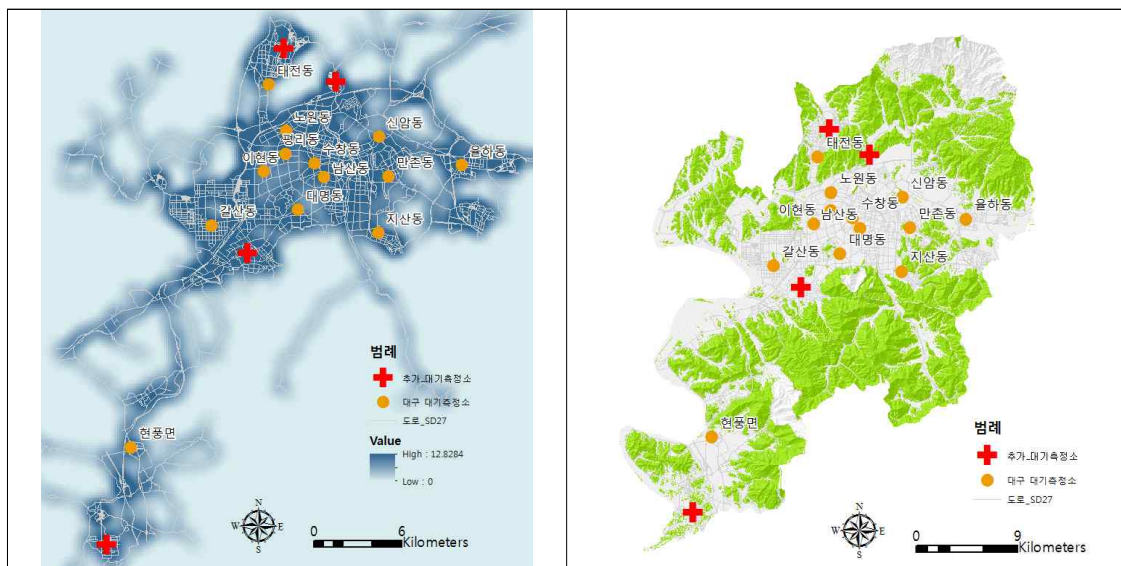 태전동
노원동
신암동
평리동
수창동
이현동
남산동
만촌동
율하동
대명동
갈산동
지산동
현풍면
범례
추가_대기측정소
대구 대기측정소
도로_SD27
Value
High : 12.8284
Low : 0
N
W E
S
0 6
Kilometers
태전동
노원동
신암동
수창동
이현동
남산동
만촌동
율하동
대명동
갈산동
지산동
현풍면
범례
추가_대기측정소
대구 대기측정소
도로_SD27
N
W E
S
0 9
Kilometers